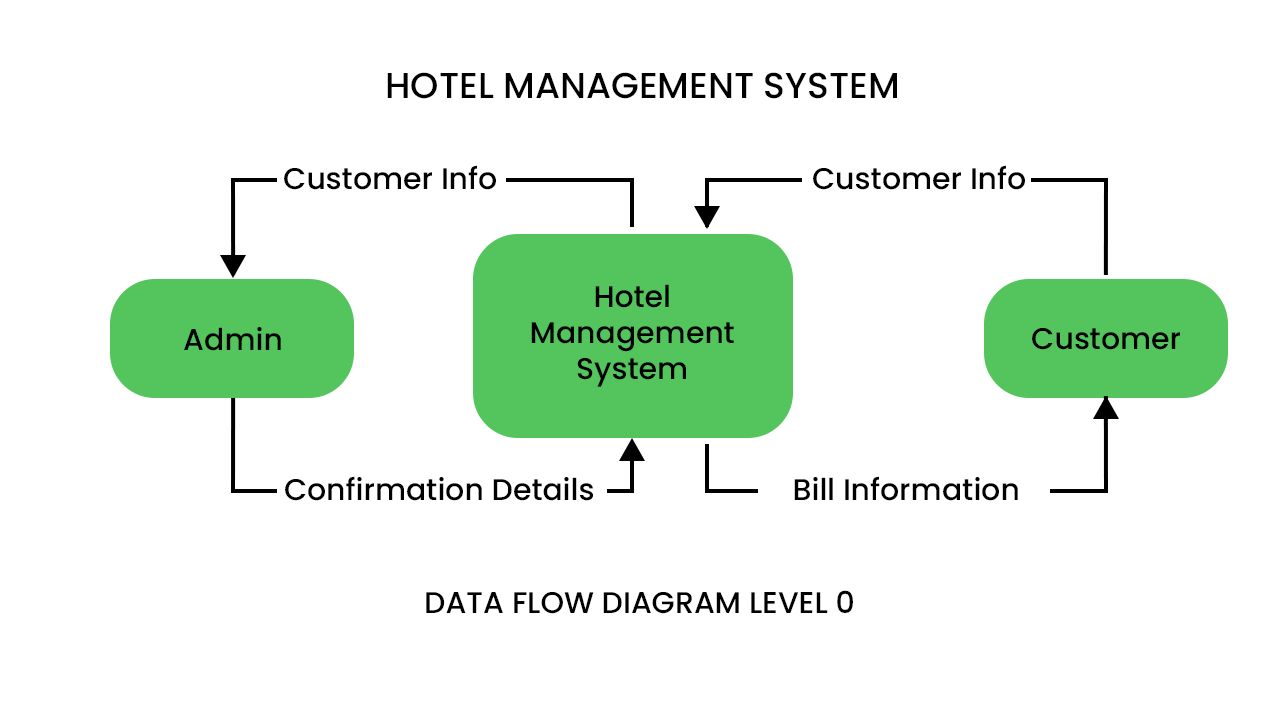 HOTEL MANAGEMENT SYSTEM
Customer Info
Customer Info
Admin
Hotel
Management
System
Customer
Confirmation Details
Bill Information
DATA FLOW DIAGRAM LEVEL 0